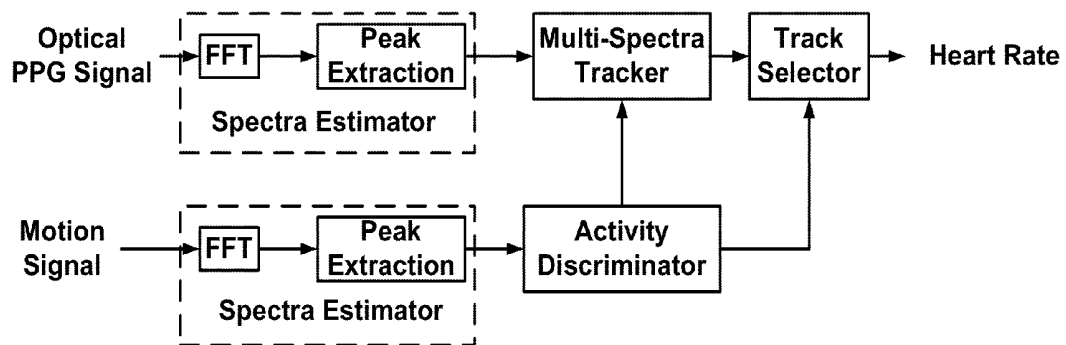 Optical
PPG Signal
FFT
Peak
Extraction
Spectra Estimator
Multi-Spectra
Tracker
Track
Selector
Heart Rate
Motion
Signal
FFT
Peak
Extraction
Spectra Estimator
Activity
Discriminator